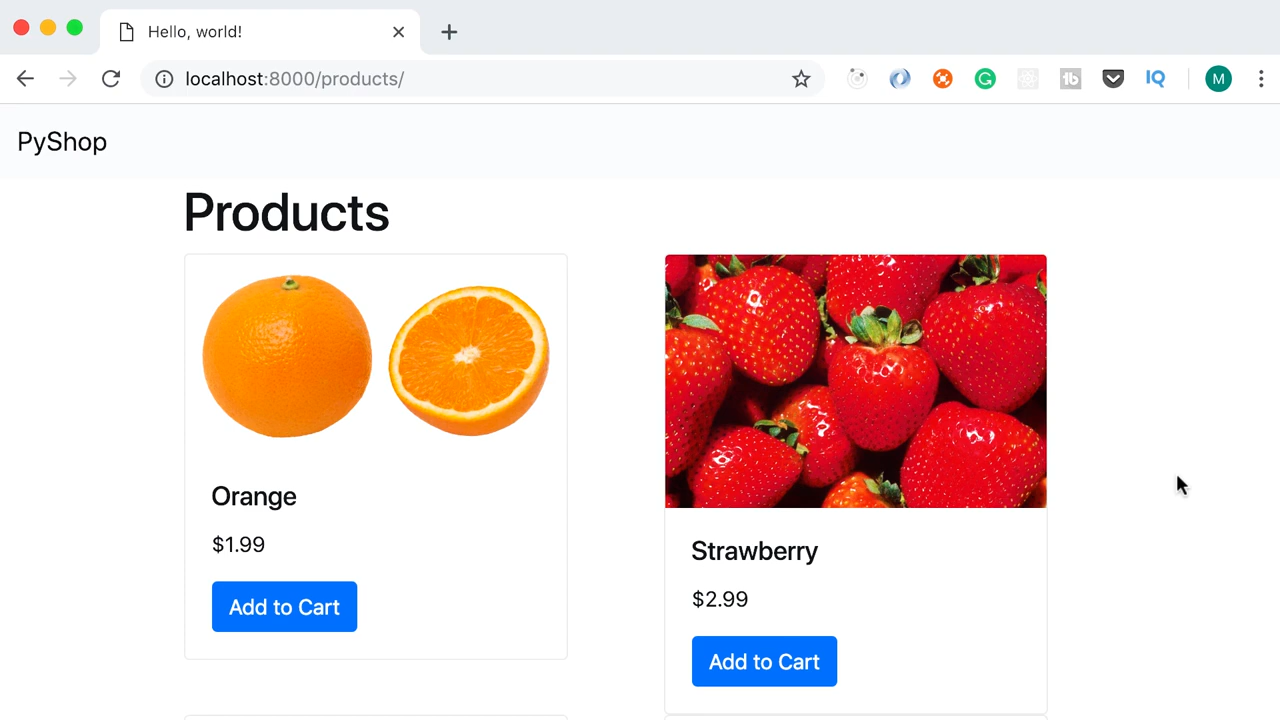 Hello, world!
localhost:8000/products/
1b
IQ
M
PyShop
Products
Orange
$1.99
Add to Cart
Strawberry
$2.99
Add to Cart